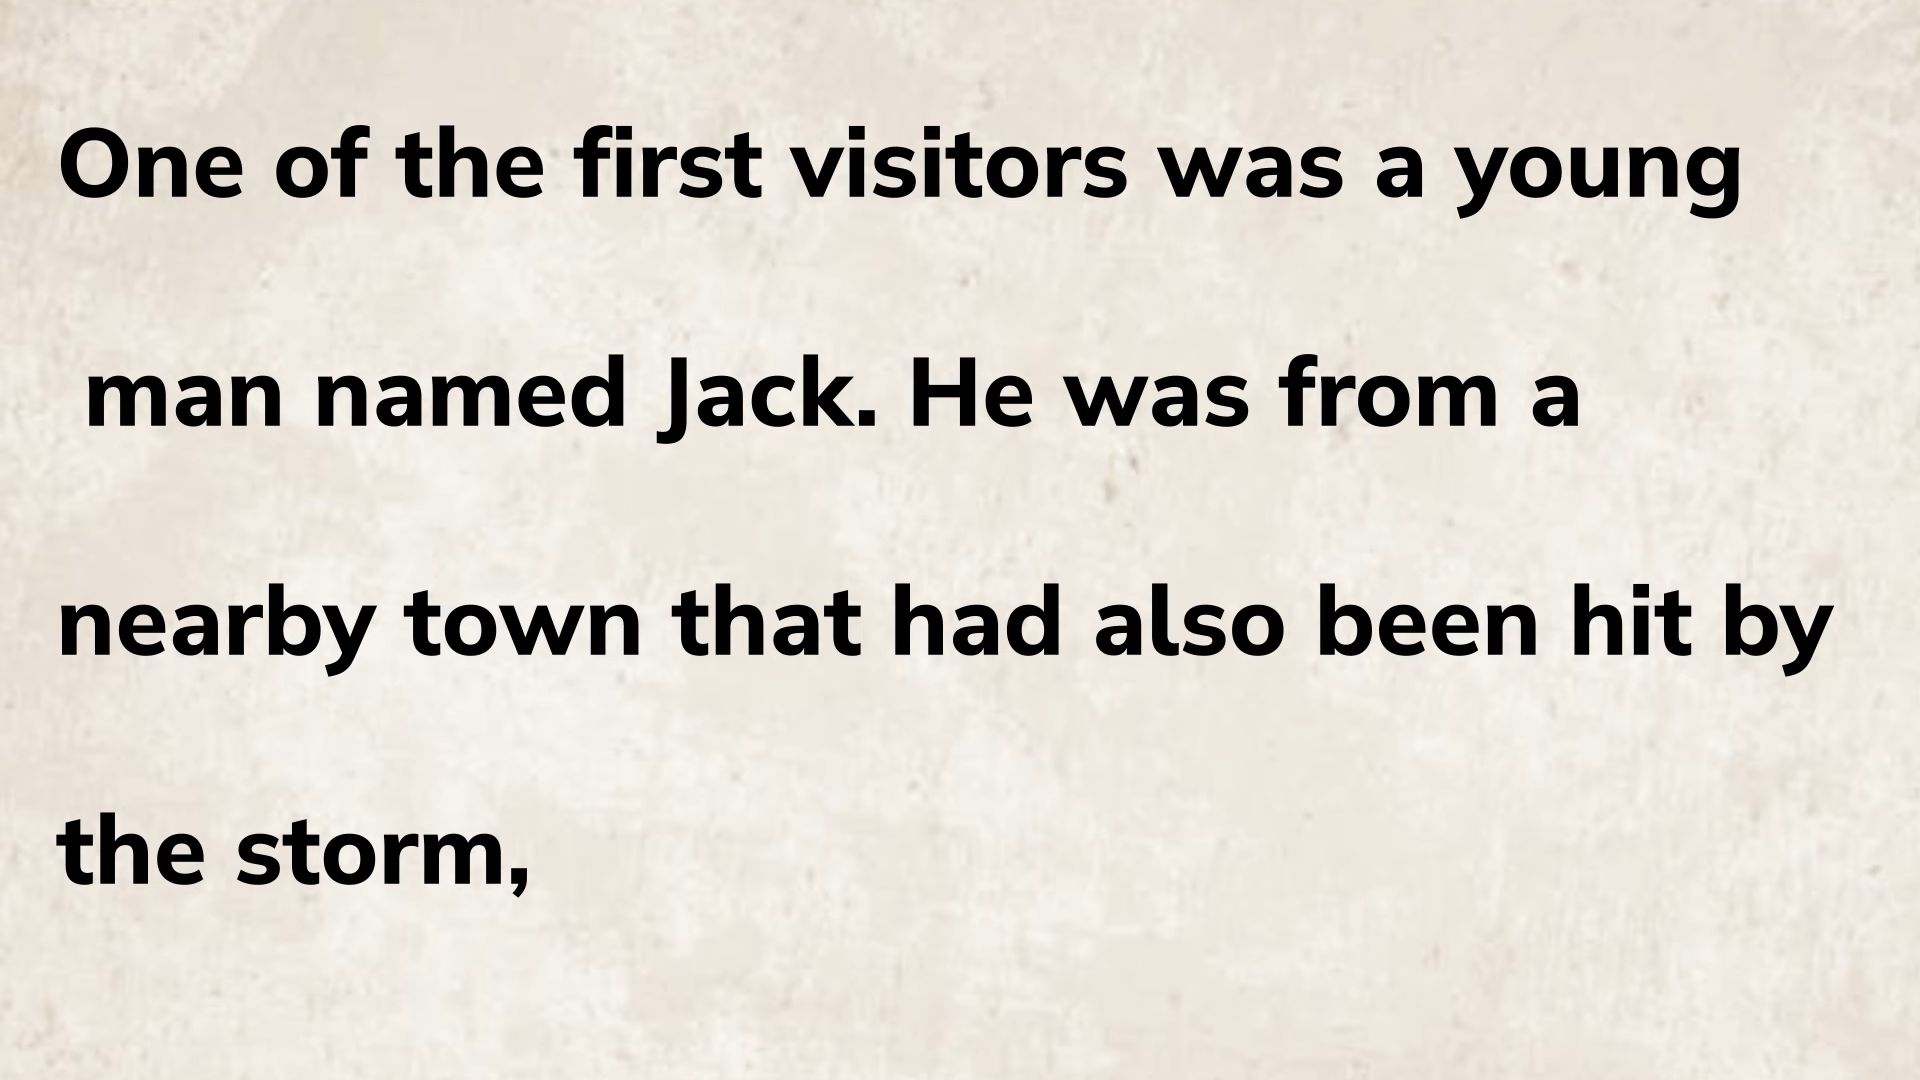 One of the first visitors was a young
man named Jack. He was from a
nearby town that had also been hit by
the storm,